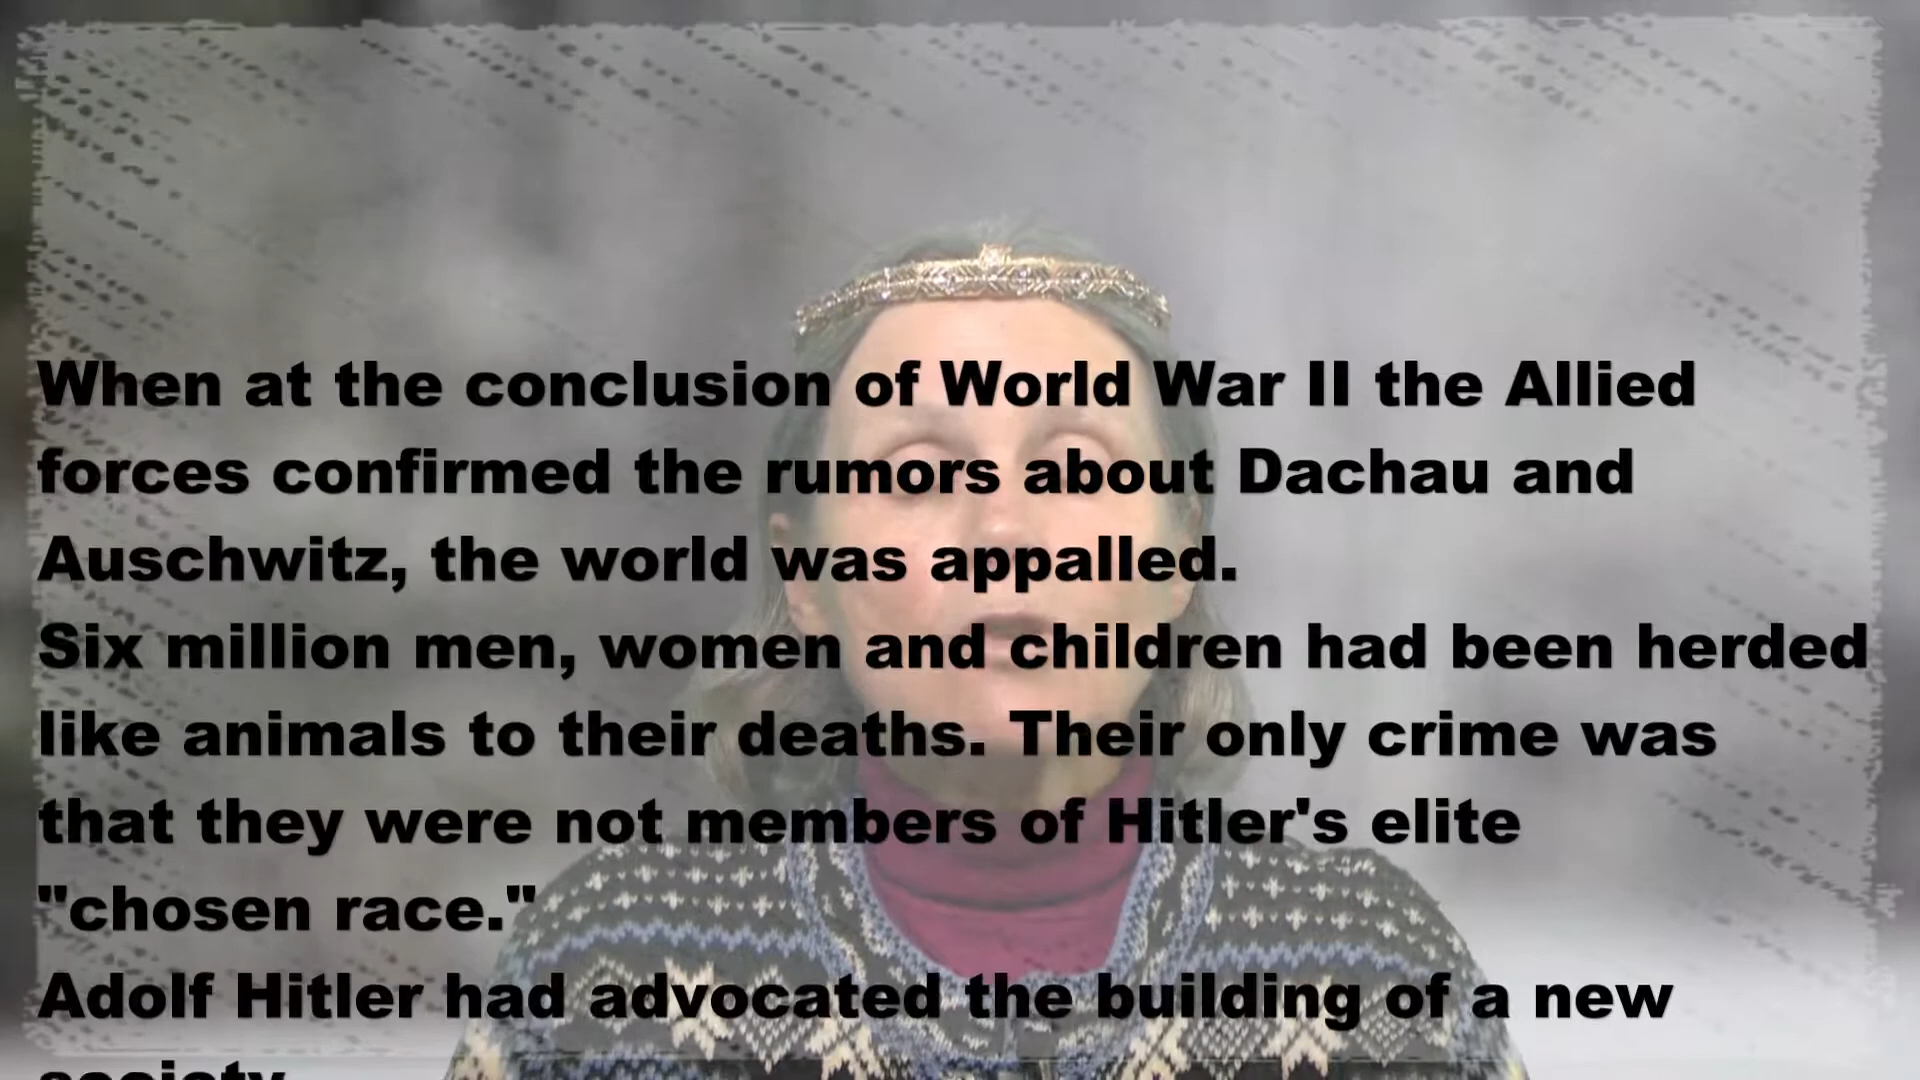 When at the conclusion of World War II the Allied
forces confirmed the rumors about Dachau and
Auschwitz, the world was appalled.
Six million men, women and children had been herded
like animals to their deaths. Their only crime was
that they were not members of Hitler's elite
"chosen race."
Adolf Hitler had advocated the building of a new
society